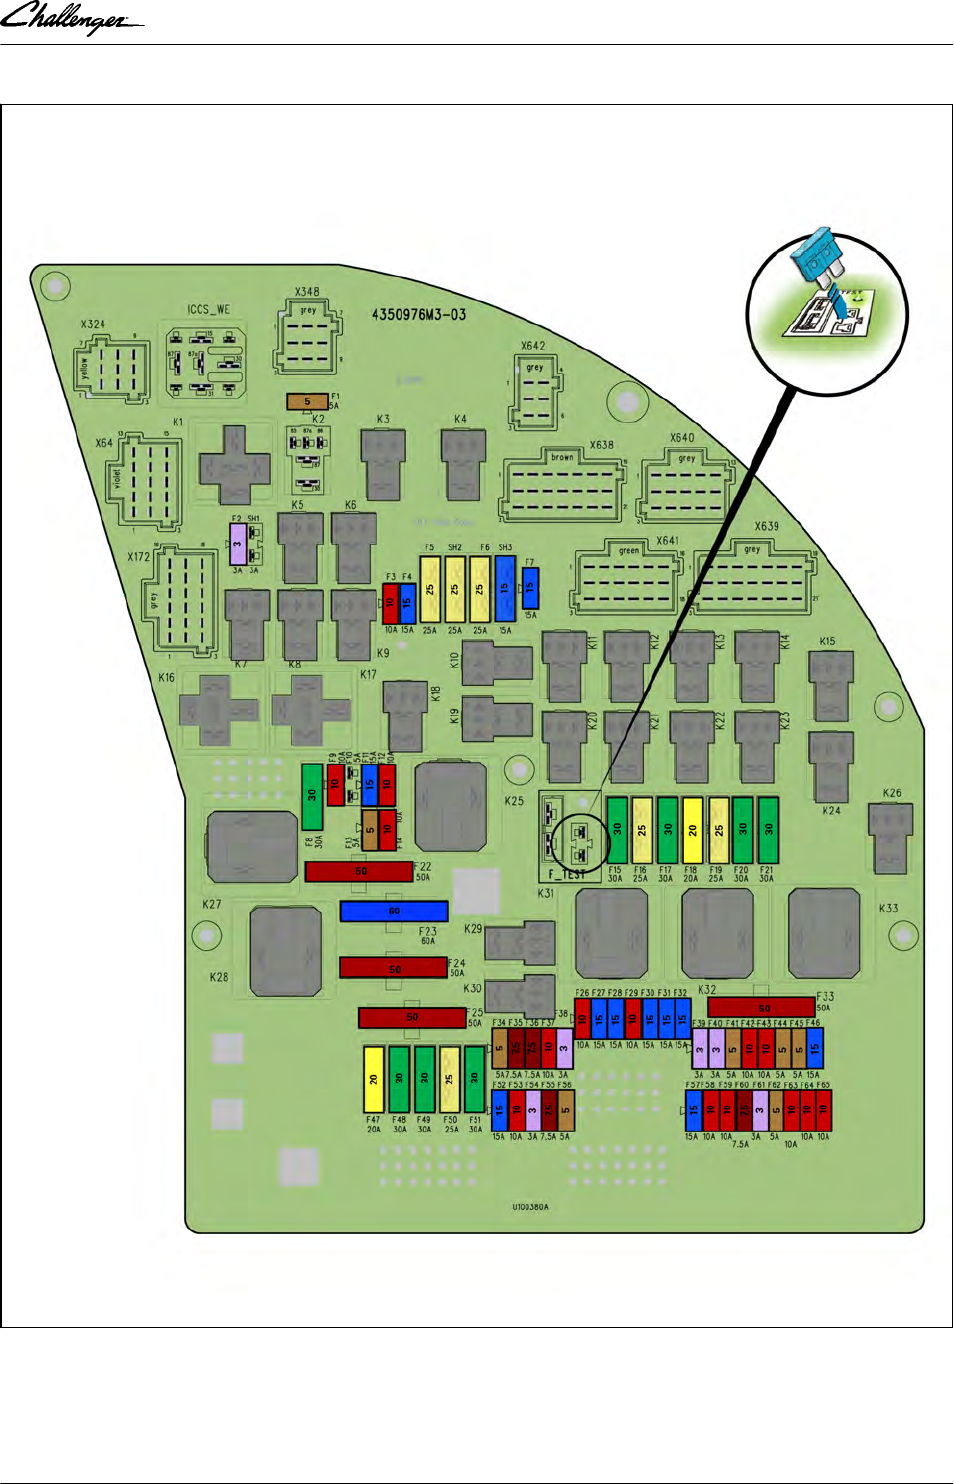 Challenger
X348
grey
4350976M3-03
ICCS_WE
X324
yellow
X642
grey
F1
5
5A
K1
K2
K3
K4
X64
violet
X638
brown
X640
grey
85 87a 86
87
30
F2 SH1
3
3A 3A
K5
K6
X172
grey
X641
green
X639
grey
F5 SH2 F6 SH3 F7
25 25 25 15 15
25A 25A 25A 15A 15A
F3 F4
10 15
10A 15A
K7
K8
K9
K10
K11
K12
K13
K14
K15
K16
K17
K18
K19
K20
K21
K22
K23
K24
K25
K26
F9 10A F10 5A F11 15A F12 10A
30 10 15 10
F8
30A
F13 5A F14 10A
5 10
TEST
F_TEST
30 25 30 20 25 30 30
F15 F16 F17 F18 F19 F20 F21
30A 25A 30A 20A 25A 30A 30A
F22
50
50A
K27
K31
60
F23
60A
K28
K29
K33
F24
50
50A
K30
K32
F25
50
50A
F33
60
50A
F26 F27 F28 F29 F30 F31 F32
10 15 15 10 15 15 15
10A 15A 15A 10A 15A 15A 15A
F34 F35 F36 F37 F38
5 7,5 7,5 10 3
5A 7.5A 7.5A 10A 3A
F39 F40 F41 F42 F43 F44 F45 F46
3 3 5 10 10 5 5 15
3A 3A 5A 10A 10A 5A 5A 15A
20 30 30 25 30
F47 F48 F49 F50 F51
20A 30A 30A 25A 30A
F52 F53 F54 F55 F56
15 10 3 7,5 5
15A 10A 3A 7.5A 5A
F57 F58 F59 F60 F61 F62 F63 F64 F65
15 10 10 7,5 3 5 10 10 10
15A 10A 10A 7.5A 3A 5A 10A 10A 10A
U100380A